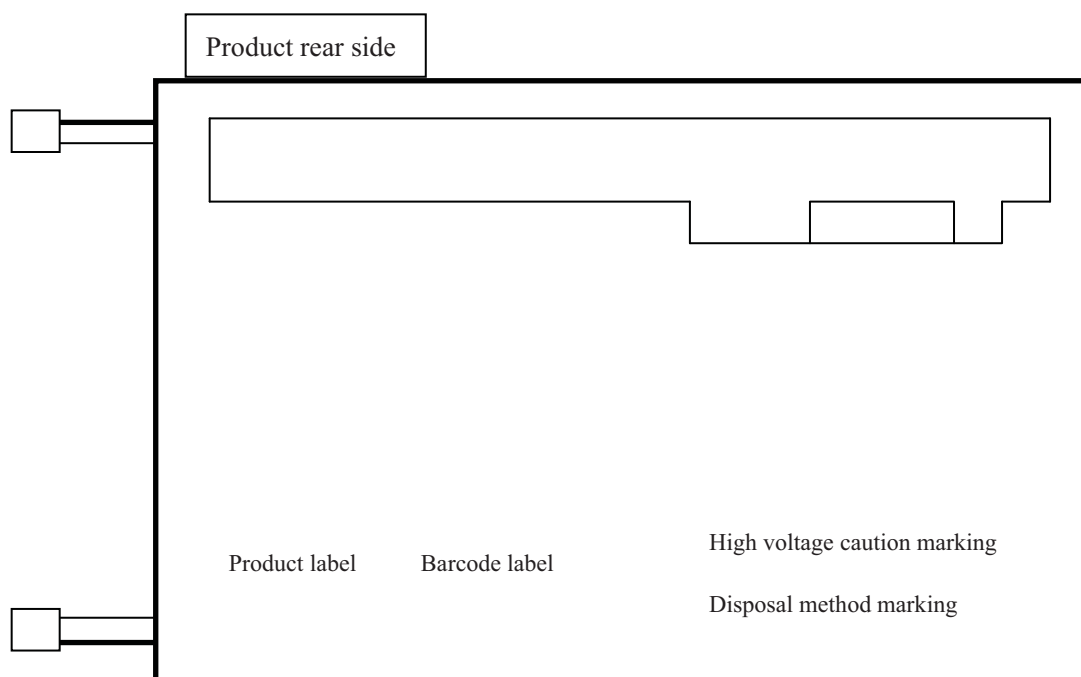 Product rear side
High voltage caution marking
Product label
Barcode label
Disposal method marking